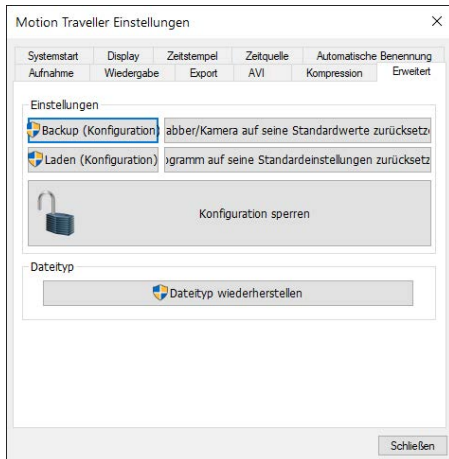 Motion Traveller Einstellungen
Systemstart Display Zeitstempel Zeitquelle Automatische Benennung
Aufnahme Wiedergabe Export AVI Kompression Erweitert
Einstellungen
Backup (Konfiguration) abber/Kamera auf seine Standardwerte zurücksetz
Laden (Konfiguration) ogramm auf seine Standardeinstellungen zurücksetz
Konfiguration sperren
Dateityp
Dateityp wiederherstellen
Schließen